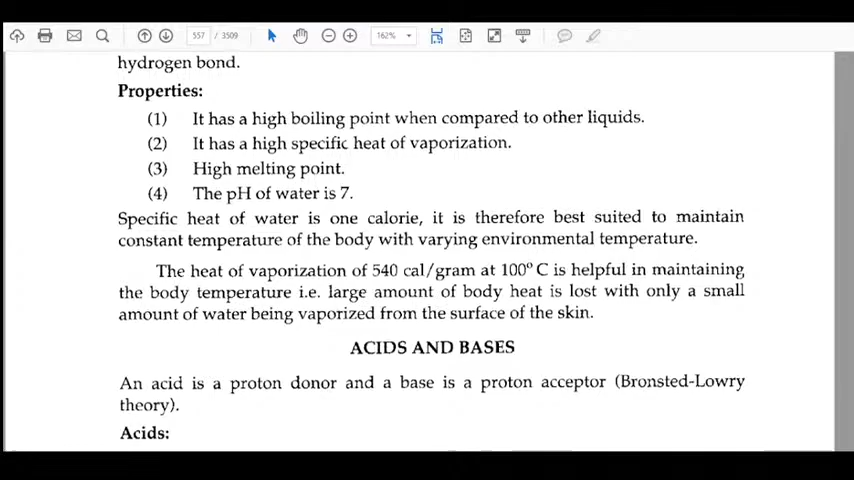 557 / 3509
162%
hydrogen bond.
Properties:
(1) It has a high boiling point when compared to other liquids.
(2) It has a high specific heat of vaporization.
(3) High melting point.
(4) The pH of water is 7.
Specific heat of water is one calorie, it is therefore best suited to maintain
constant temperature of the body with varying environmental temperature.
The heat of vaporization of 540 cal/gram at 100° C is helpful in maintaining
the body temperature i.e. large amount of body heat is lost with only a small
amount of water being vaporized from the surface of the skin.
ACIDS AND BASES
An acid is a proton donor and a base is a proton acceptor (Bronsted-Lowry
theory).
Acids: